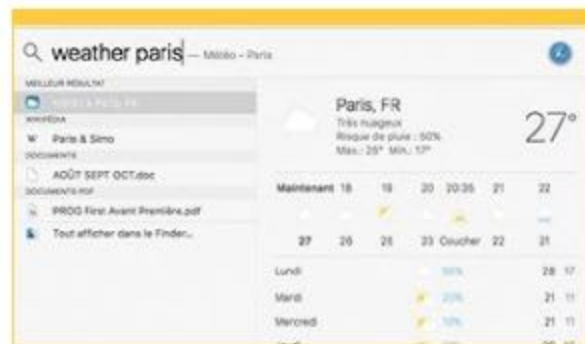 weather paris — Météo - Paris
MEILLEUR RÉSULTAT
WIKIPÉDIA
W Paris & Simo
DOCUMENTS
AOÛT SEPT OCT.doc
DOCUMENTS PDF
PROG First Avant Première.pdf
Tout afficher dans le Finder...
Paris, FR
Très nuageux
Risque de pluie : 50%
Max.: 28° Min.: 17°
27°
Maintenant 18 19 20 20:35 21 22
27 26 25 23 Coucher 22 21
Lundi 28 17
Mardi 20% 21 11
Mercredi 10% 21 11